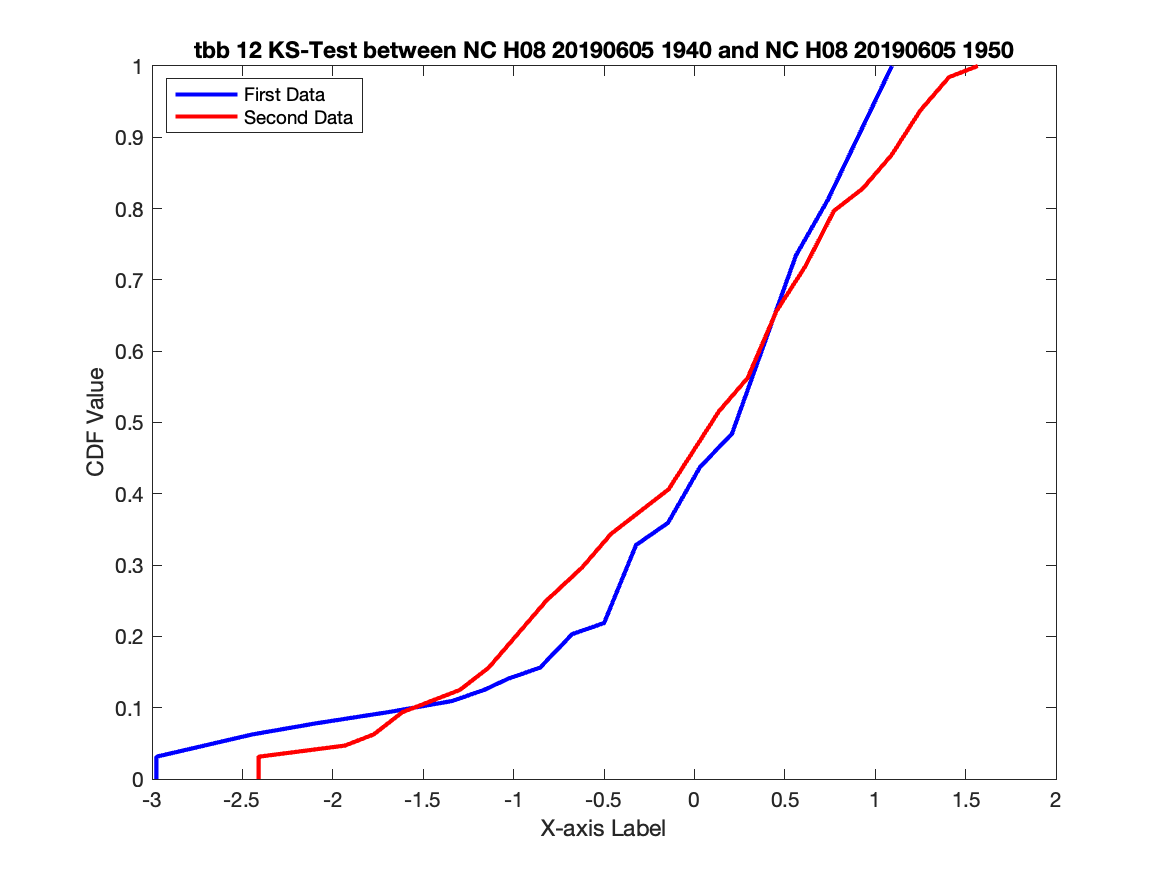 tbb 12 KS-Test between NC H08 20190605 1940 and NC H08 20190605 1950
First Data
Second Data
1
0.9
0.8
0.7
0.6
0.5
0.4
0.3
0.2
0.1
0
CDF Value
-3 -2.5 -2 -1.5 -1 -0.5 0 0.5 1 1.5 2
X-axis Label